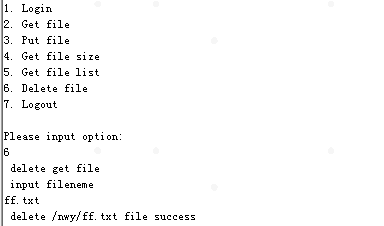 1. Login
2. Get file
3. Put file
4. Get file size
5. Get file list
6. Delete file
7. Logout
Please input option:
6
delete get file
input fileneme
ff.txt
delete /nwy/ff.txt file success